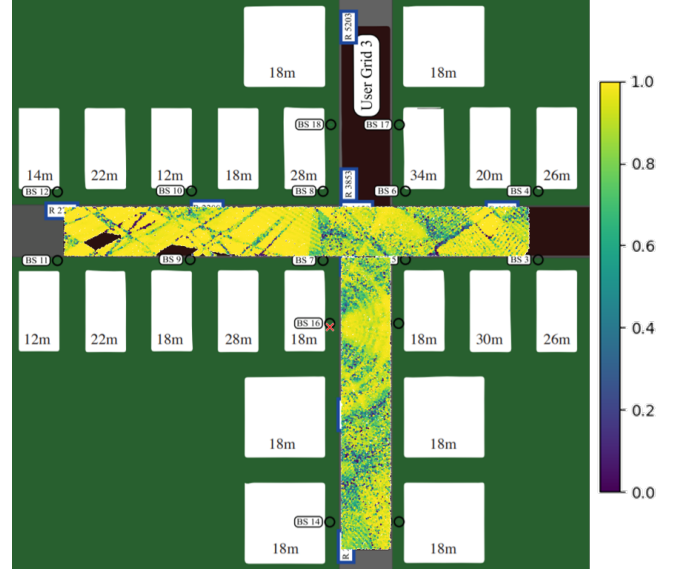 R 5203
User Grid 3
18m
18m
1.0
BS 18
BS 17
14m
22m
12m
18m
28m
34m
20m
26m
0.8
BS 12
BS 10
BS 8
R 3853
BS 6
BS 4
BS 11
BS 9
BS 7
5
BS 3
0.6
BS 16
12m
22m
18m
28m
18m
18m
30m
26m
0.4
18m
18m
0.2
BS 14
18m
18m
R
0.0